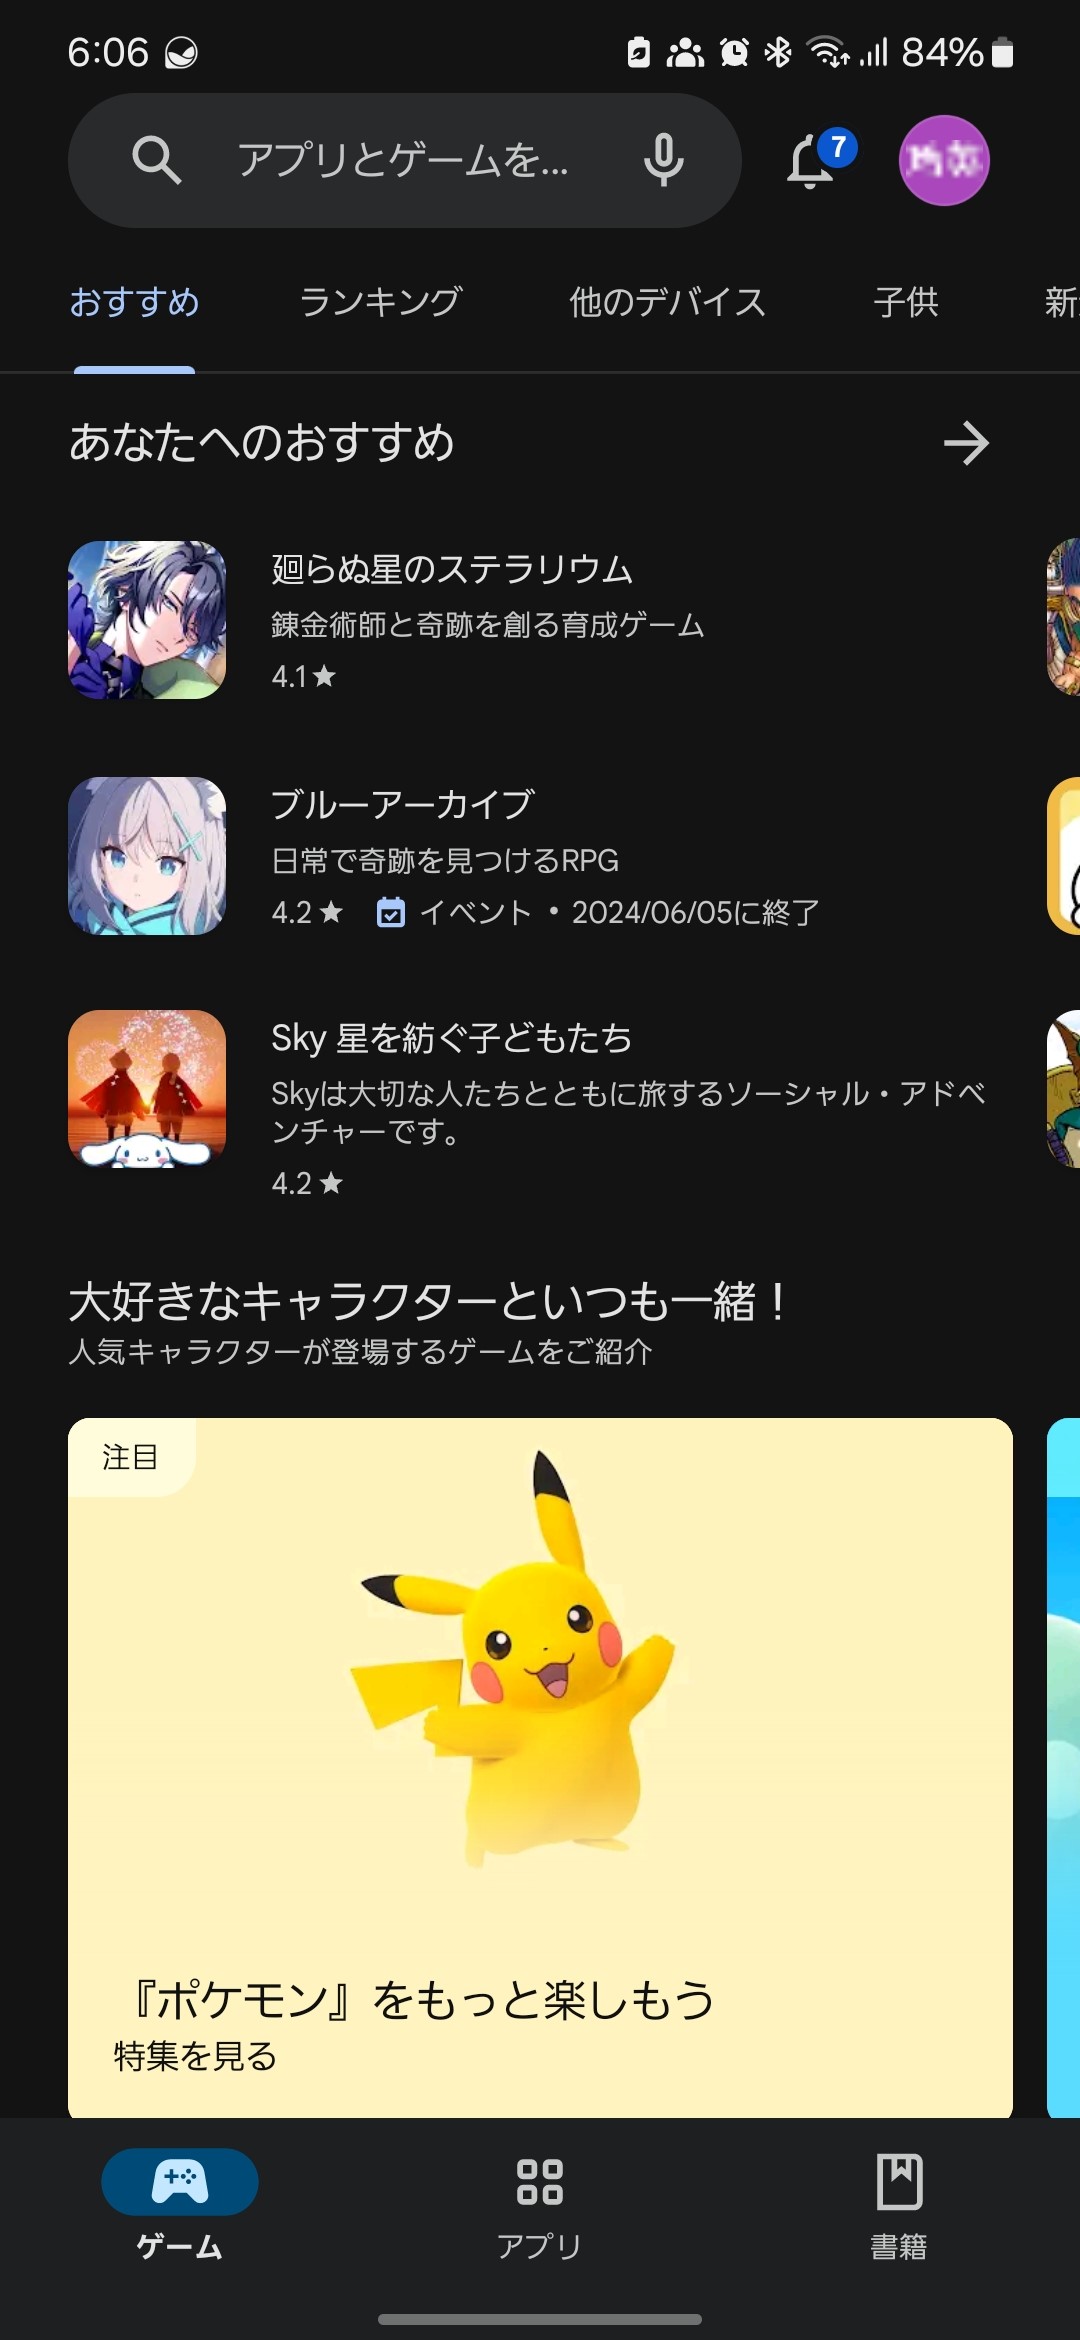 6:06
84%
アプリとゲームを...
7
おすすめ ランキング 他のデバイス 子供 新
あなたへのおすすめ
廻らぬ星のステラリウム
錬金術師と奇跡を創る育成ゲーム
4.1★
ブルーアーカイブ
日常で奇跡を見つけるRPG
4.2★ イベント • 2024/06/05に終了
Sky 星を紡ぐ子どもたち
Skyは大切な人たちとともに旅するソーシャル・アドベ
ンチャーです。
4.2★
大好きなキャラクターといつも一緒！
人気キャラクターが登場するゲームをご紹介
注目
『ポケモン』をもっと楽しもう
特集を見る
ゲーム アプリ 書籍